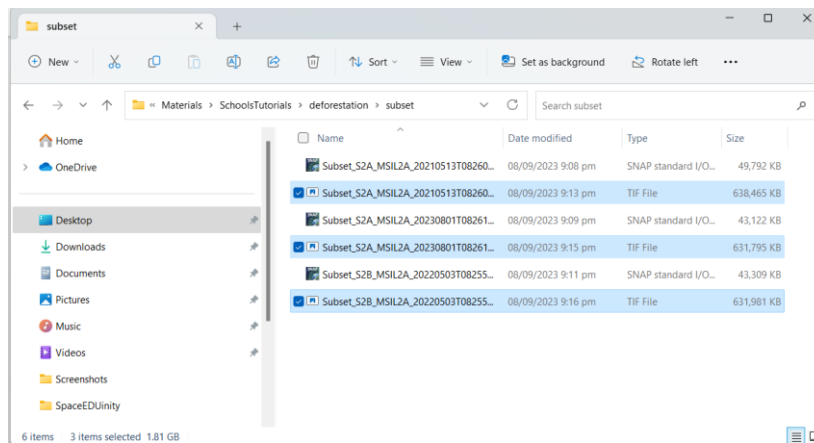 subset
New
Sort
View
Set as background
Rotate left
« Materials > SchoolsTutorials > deforestation > subset
Search subset
Home
OneDrive
Desktop
Downloads
Documents
Pictures
Music
Videos
Screenshots
SpaceEDUinity
Name Date modified Type Size
Subset_S2A_MSIL2A_20210513T08260... 08/09/2023 9:08 pm SNAP standard I/O... 49,792 KB
Subset_S2A_MSIL2A_20210513T08260... 08/09/2023 9:13 pm TIF File 638,465 KB
Subset_S2A_MSIL2A_20230801T08261... 08/09/2023 9:09 pm SNAP standard I/O... 43,122 KB
Subset_S2A_MSIL2A_20230801T08261... 08/09/2023 9:15 pm TIF File 631,795 KB
Subset_S2B_MSIL2A_20220503T08255... 08/09/2023 9:11 pm SNAP standard I/O... 43,309 KB
Subset_S2B_MSIL2A_20220503T08255... 08/09/2023 9:16 pm TIF File 631,981 KB
6 items 3 items selected 1.81 GB